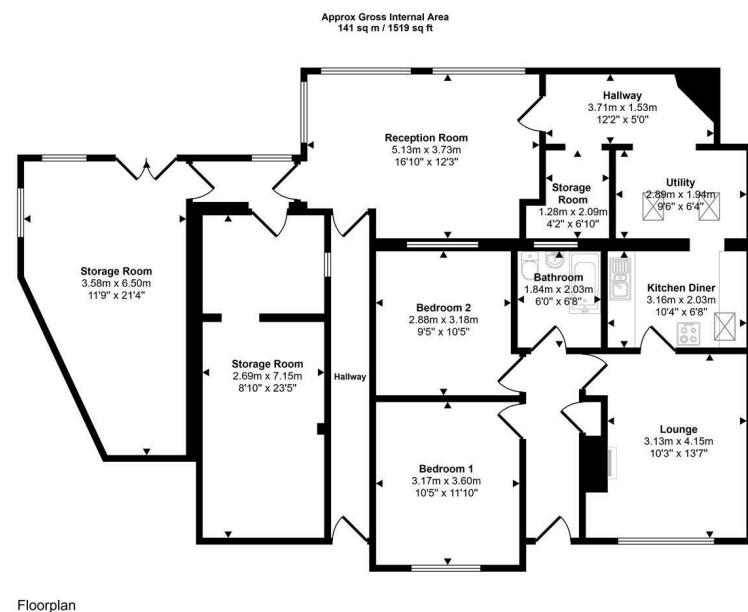 Approx Gross Internal Area
141 sq m / 1519 sq ft
Hallway
3.71m x 1.53m
12'2" x 5'0"
Reception Room
5.13m x 3.73m
16'10" x 12'3"
Storage
Room
1.28m x 2.09m
4'2" x 6'10"
Utility
2.89m x 1.94m
9'6" x 6'4"
Storage Room
3.58m x 6.50m
11'9" x 21'4"
Bathroom
1.84m x 2.03m
6'0" x 6'8"
Kitchen Diner
3.16m x 2.03m
10'4" x 6'8"
Bedroom 2
2.88m x 3.18m
9'5" x 10'5"
Storage Room
2.69m x 7.15m
8'10" x 23'5"
Hallway
Lounge
3.13m x 4.15m
10'3" x 13'7"
Bedroom 1
3.17m x 3.60m
10'5" x 11'10"
Floorplan